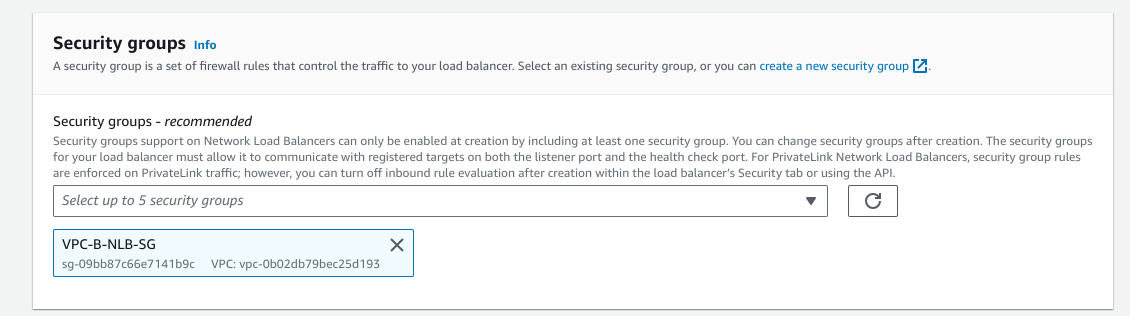 Security groups Info
A security group is a set of firewall rules that control the traffic to your load balancer. Select an existing security group, or you can create a new security group.
Security groups - recommended
Security groups support on Network Load Balancers can only be enabled at creation by including at least one security group. You can change security groups after creation. The security groups
for your load balancer must allow it to communicate with registered targets on both the listener port and the health check port. For PrivateLink Network Load Balancers, security group rules
are enforced on PrivateLink traffic; however, you can turn off inbound rule evaluation after creation within the load balancer's Security tab or using the API.
Select up to 5 security groups
VPC-B-NLB-SG
sg-09bb87c66e7141b9c VPC: vpc-0b02db79bec25d193